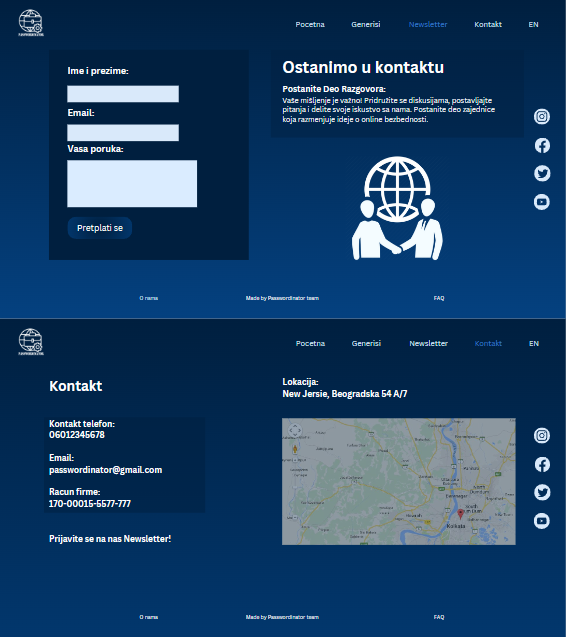 PASSWORDINATOR
Početna Generisi Newsletter Kontakt EN
Ime i prezime:
Email:
Vasa poruka:
Pretplati se
Ostanimo u kontaktu
Postanite Deo Razgovora:
Vaše mišljenje je važno! Pridružite se diskusijama, postavljajte
pitanja i delite svoje iskustvo sa nama. Postanite deo zajednice
koja razmenjuje ideje o online bezbednosti.
O nama Made by Passwordinator team FAQ
PASSWORDINATOR
Početna Generisi Newsletter Kontakt EN
Kontakt
Kontakt telefon:
06012345678
Email:
passwordinator@gmail.com
Racun firme:
170-00015-5577-777
Prijavite se na nas Newsletter!
Lokacija:
New Jersie, Beogradska 54 A/7
Kolkata
O nama Made by Passwordinator team FAQ